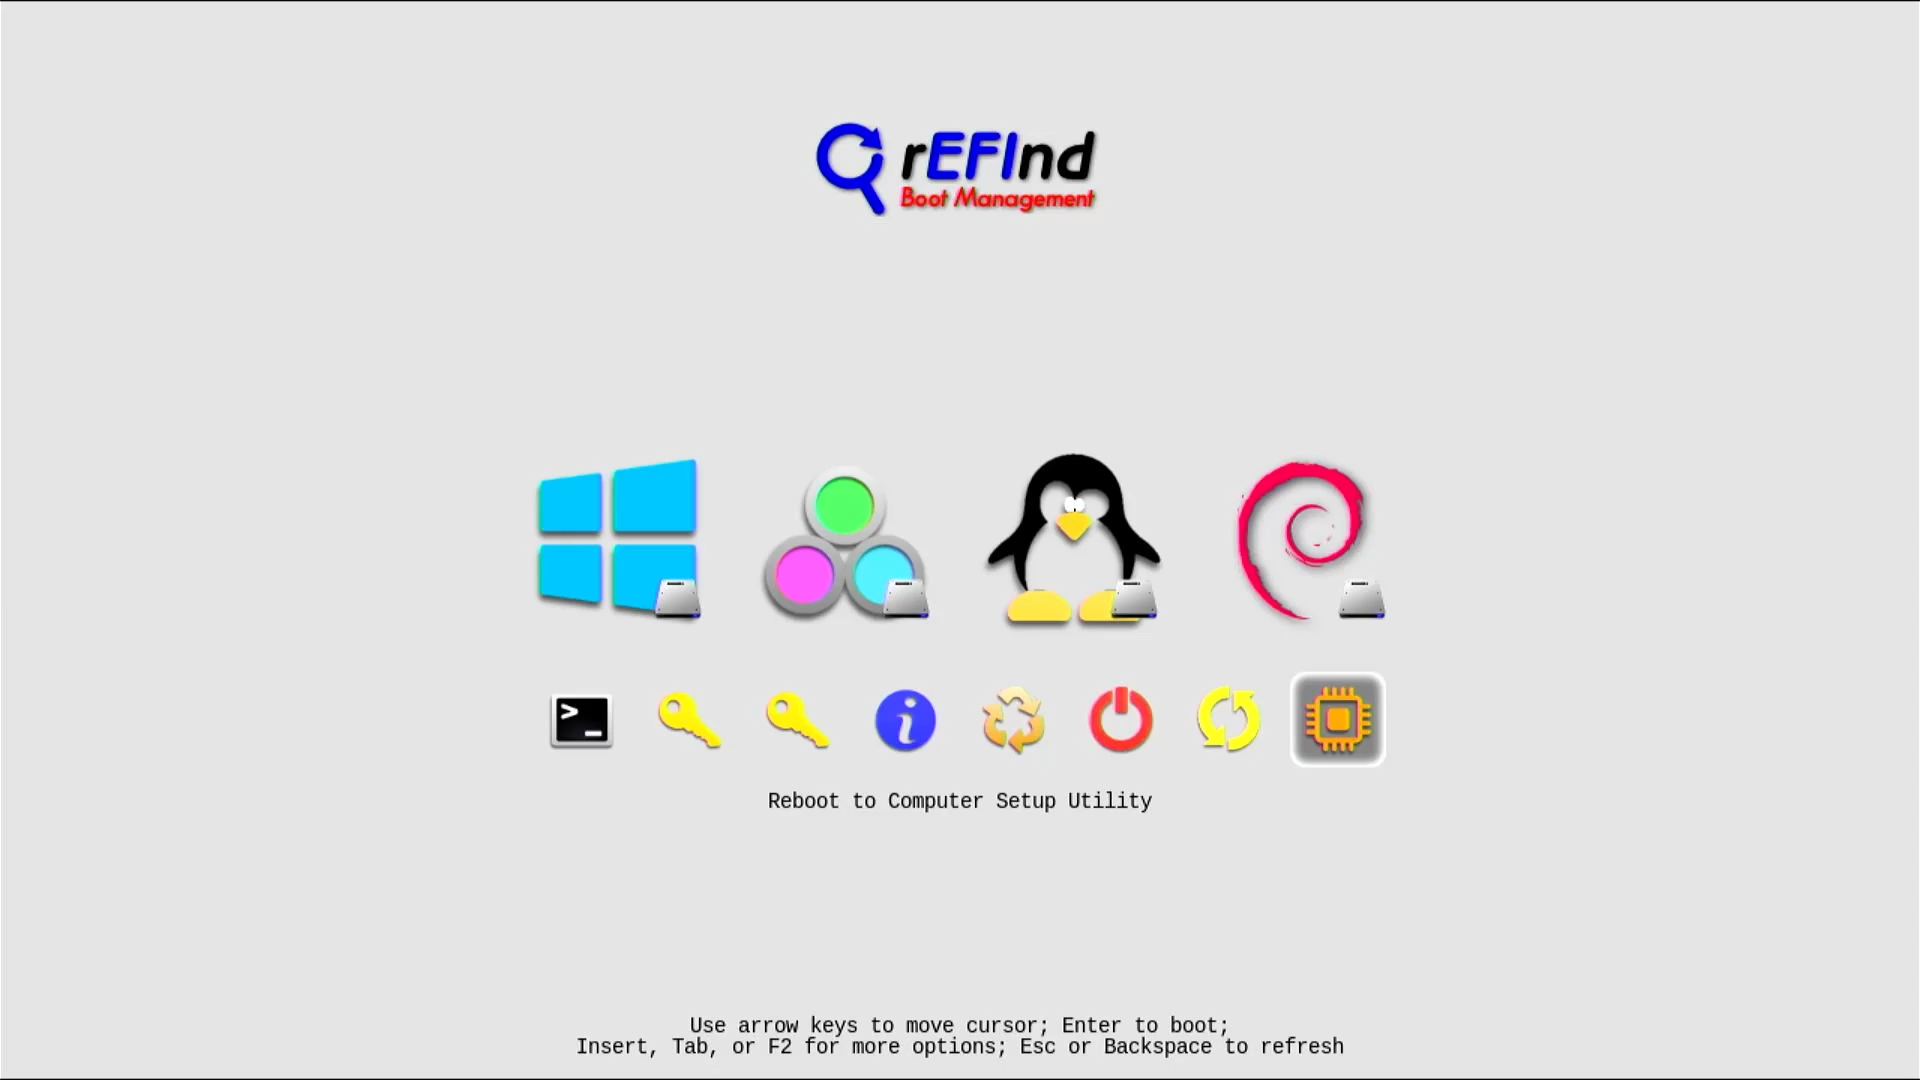 rEFInd
Boot Management
>_
Reboot to Computer Setup Utility
Use arrow keys to move cursor; Enter to boot;
Insert, Tab, or F2 for more options; Esc or Backspace to refresh